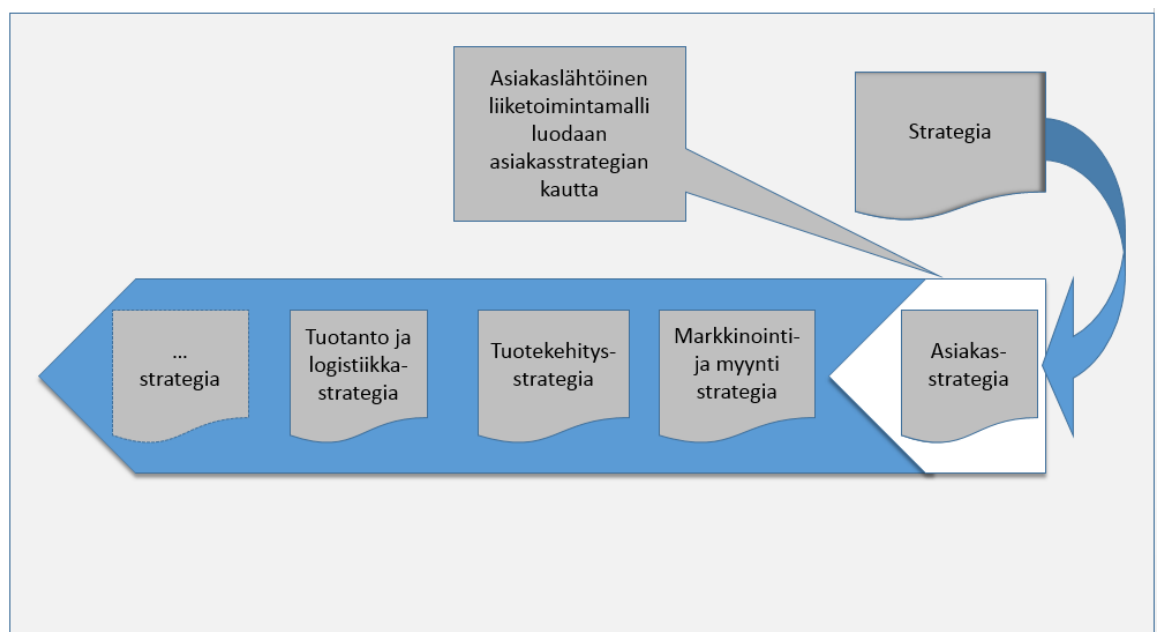 Asiakaslähtöinen
liiketoimintamalli
luodaan
asiakasstrategian
kautta
Strategia
...
strategia
Tuotanto ja
logistiikka-
strategia
Tuotekehitys-
strategia
Markkinointi-
ja myynti
strategia
Asiakas-
strategia